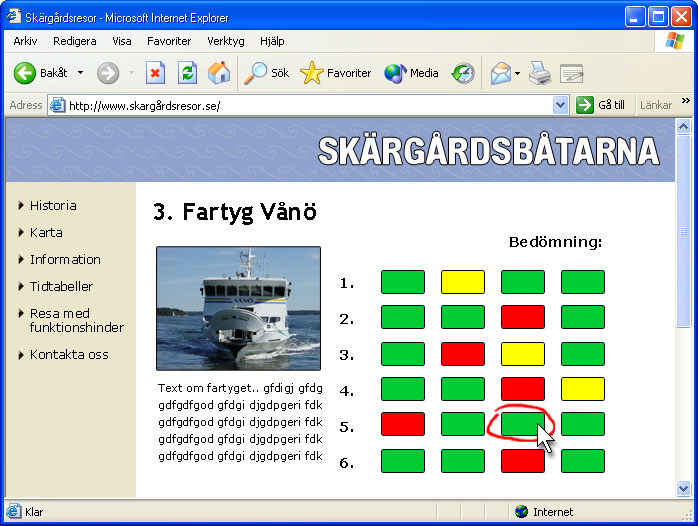 Skärgårdsresor - Microsoft Internet Explorer
Arkiv Redigera Visa Favoriter Verktyg Hjälp
Bakåt Sök Favoriter Media
Adress http://www.skargårdsresor.se/ Gå till Länkar »
SKÄRGÅRDSBÅTARNA
Historia
Karta
Information
Tidtabeller
Resa med
funktionshinder
Kontakta oss
3. Fartyg Vånö
Bedömning:
VÅNÖ
Text om fartyget.. gfdigj gfdg
gdfgdfgod gfdgi djgdpgeri fdk
gdfgdfgod gfdgi djgdpgeri fdk
gdfgdfgod gfdgi djgdpgeri fdk
gdfgdfgod gfdgi djgdpgeri fdk
1.
2.
3.
4.
5.
6.
Klar Internet